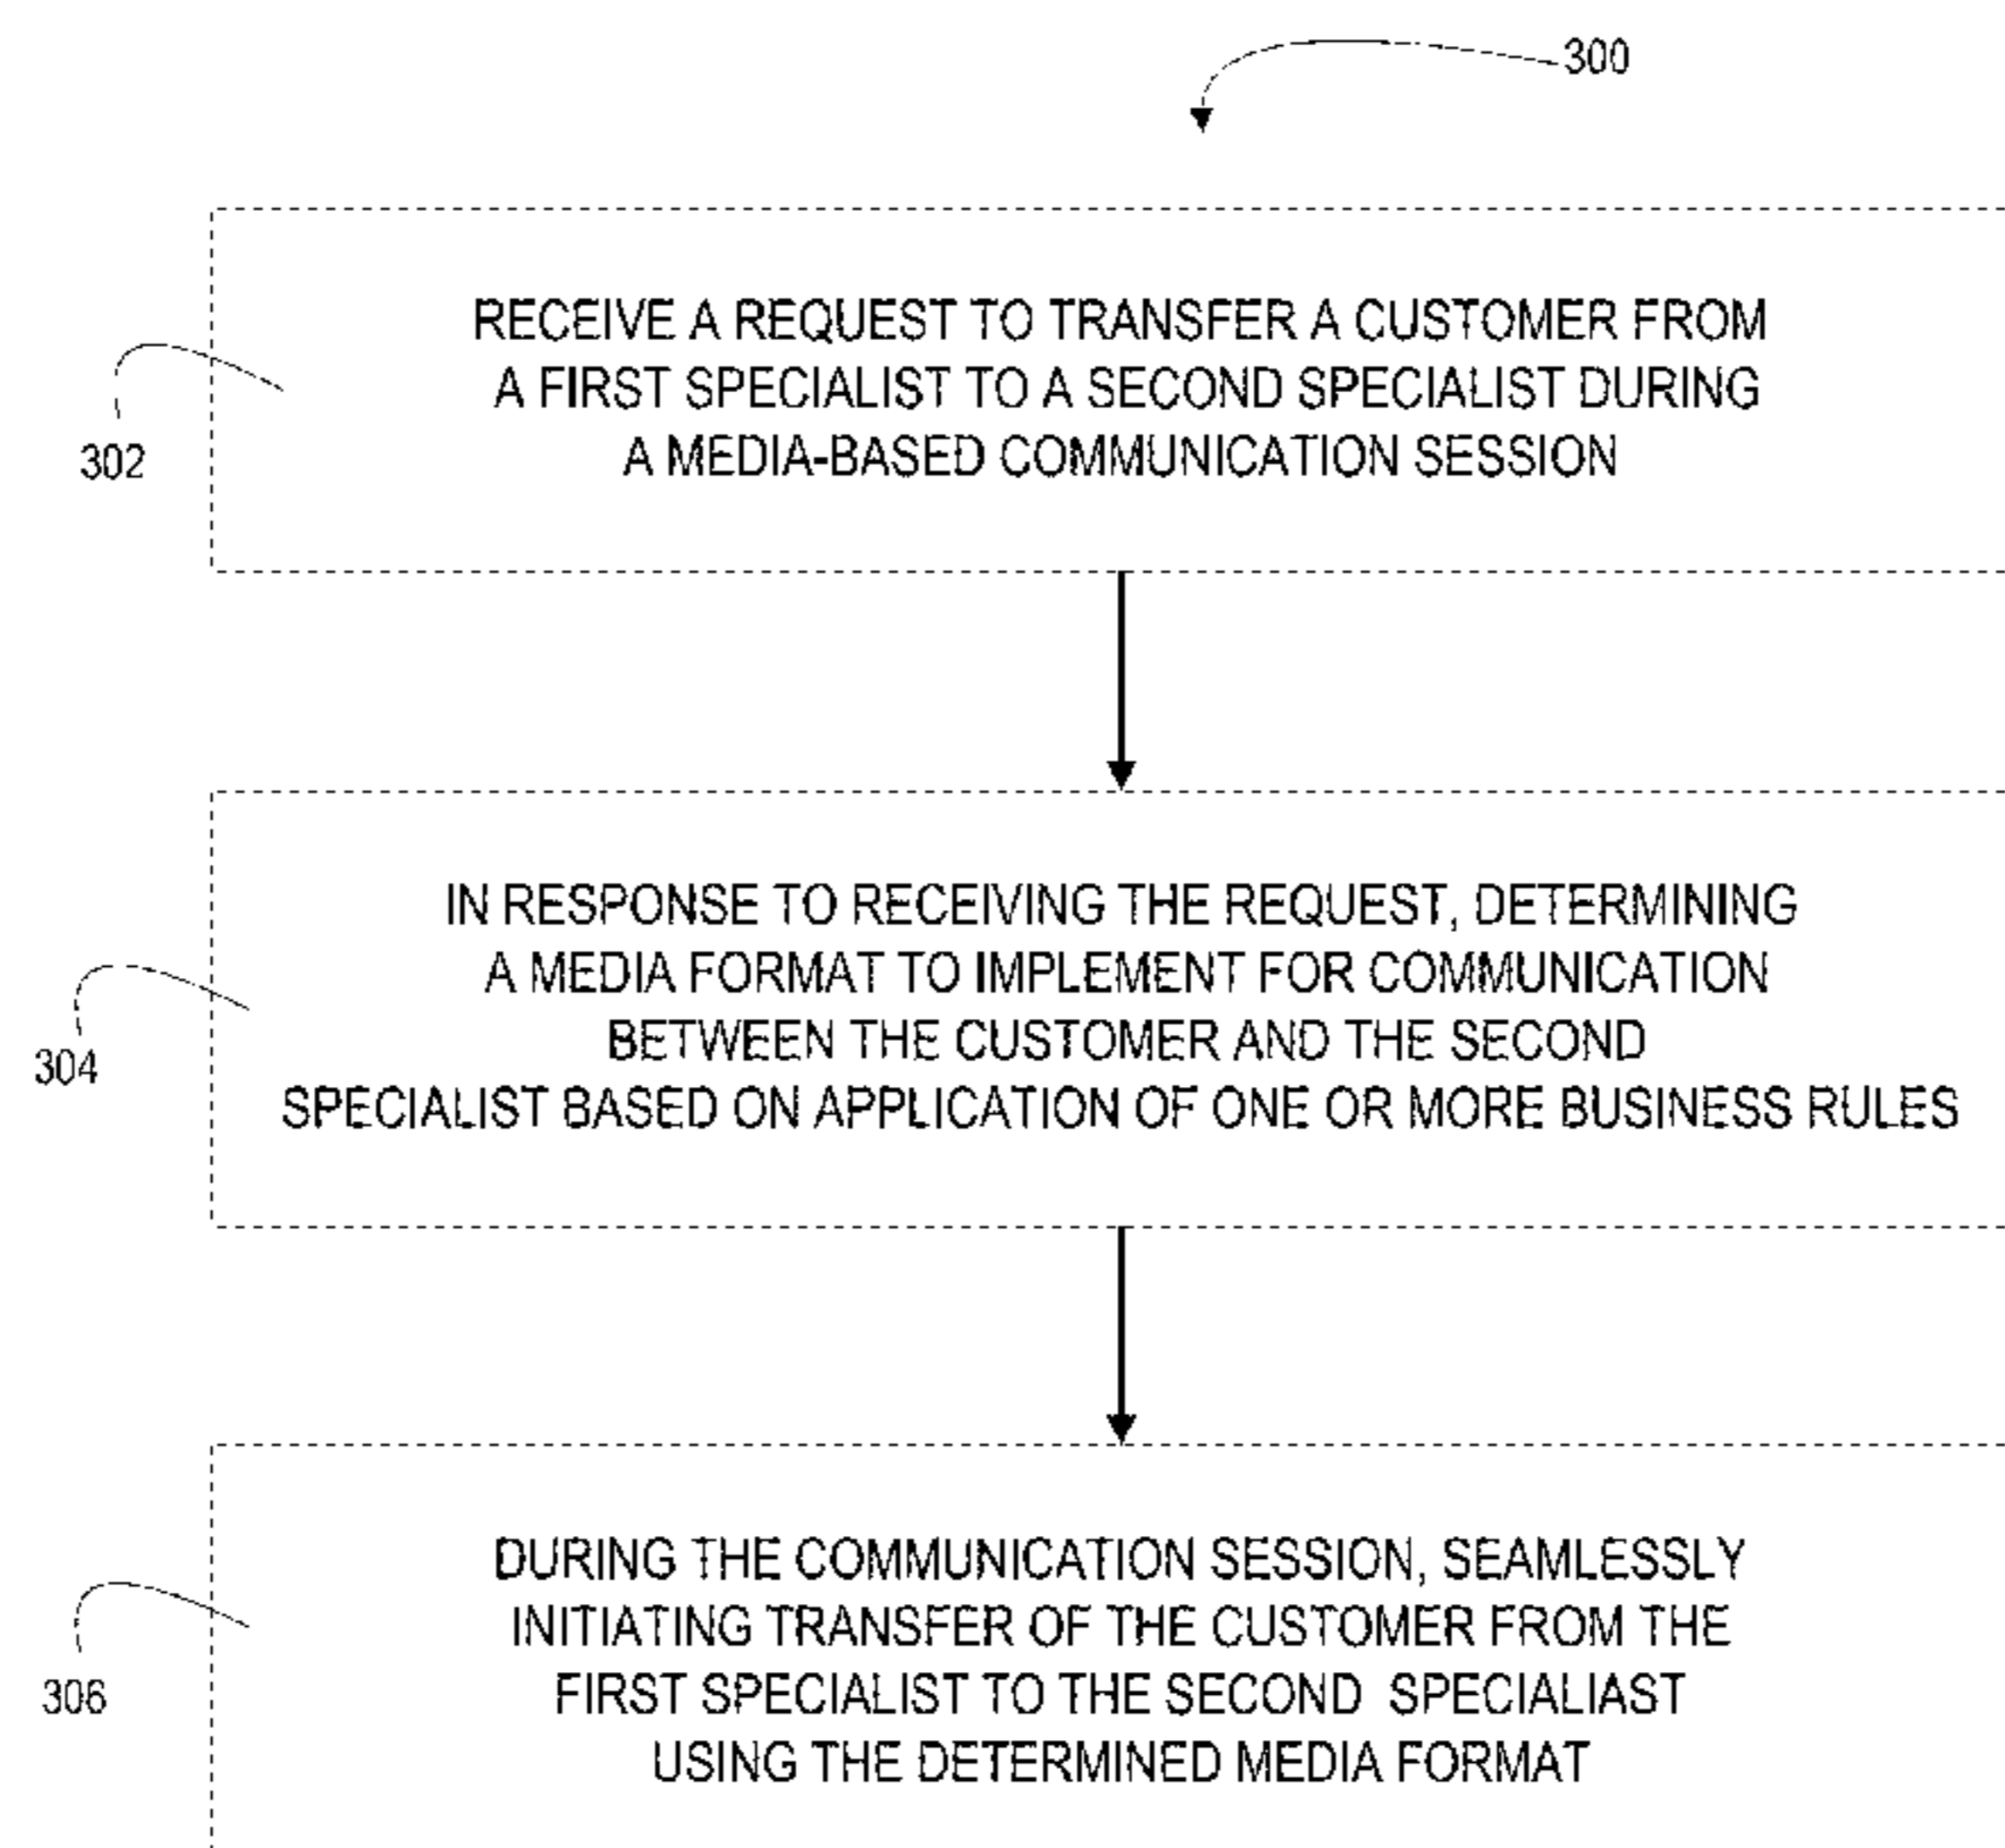 300
RECEIVE A REQUEST TO TRANSFER A CUSTOMER FROM
A FIRST SPECIALIST TO A SECOND SPECIALIST DURING
A MEDIA-BASED COMMUNICATION SESSION
302
IN RESPONSE TO RECEIVING THE REQUEST, DETERMINING
A MEDIA FORMAT TO IMPLEMENT FOR COMMUNICATION
BETWEEN THE CUSTOMER AND THE SECOND
SPECIALIST BASED ON APPLICATION OF ONE OR MORE BUSINESS RULES
304
DURING THE COMMUNICATION SESSION, SEAMLESSLY
INITIATING TRANSFER OF THE CUSTOMER FROM THE
FIRST SPECIALIST TO THE SECOND SPECIALIAST
USING THE DETERMINED MEDIA FORMAT
306